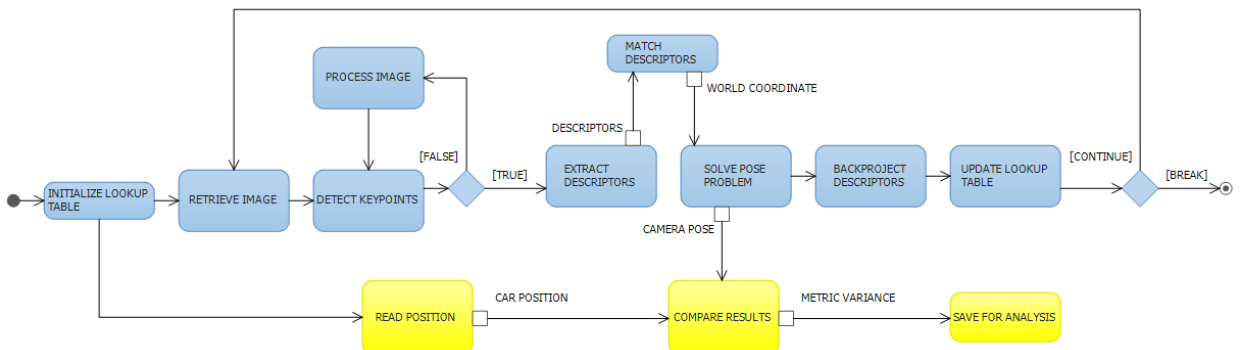 MATCH
DESCRIPTORS
PROCESS IMAGE
WORLD COORDINATE
DESCRIPTORS
[FALSE]
[TRUE]
[CONTINUE]
[BREAK]
INITIALIZE LOOKUP
TABLE
RETRIEVE IMAGE
DETECT KEYPOINTS
EXTRACT
DESCRIPTORS
SOLVE POSE
PROBLEM
BACKPROJECT
DESCRIPTORS
UPDATE LOOKUP
TABLE
CAMERA POSE
CAR POSITION
METRIC VARIANCE
READ POSITION
COMPARE RESULTS
SAVE FOR ANALYSIS